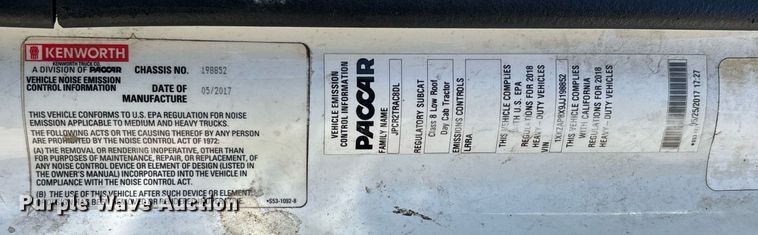 KENWORTH
KENWORTH TRUCK CO.
A DIVISION OF PACCAR
CHASSIS NO. 198852
VEHICLE NOISE EMISSION
CONTROL INFORMATION
DATE OF
MANUFACTURE 05/2017
THIS VEHICLE CONFORMS TO U.S. EPA REGULATION FOR NOISE
EMISSION APPLICABLE TO MEDIUM AND HEAVY TRUCKS.
THE FOLLOWING ACTS OR THE CAUSING THEREOF BY ANY PERSON
ARE PROHIBITED BY THE NOISE CONTROL ACT OF 1972:
(A) THE REMOVAL OR RENDERING INOPERATIVE, OTHER THAN
FOR PURPOSES OF MAINTENANCE, REPAIR, OR REPLACEMENT, OF
ANY NOISE CONTROL DEVICE OR ELEMENT OF DESIGN (LISTED IN
THE OWNER'S MANUAL) INCORPORATED INTO THE VEHICLE IN
COMPLIANCE WITH THE NOISE CONTROL ACT.
(B) THE USE OF THIS VEHICLE AFTER SUCH DEVICE OR ELEMENT
S53-1092-8
VEHICLE EMISSION
CONTROL INFORMATION
PACCAR
FAMILY NAME
JPCR2TRAC8DL
REGULATORY SUBCAT
Class 8 Low Roof
Day Cab Tractor
EMISSIONS CONTROLS
LRRA
THIS VEHICLE COMPLIES
WITH U.S. EPA
REGULATIONS FOR 2018
HEAVY - DUTY VEHICLES
VIN
THIS VEHICLE COMPLIES
WITH CALIFORNIA
REGULATIONS FOR 2018
HEAVY - DUTY VEHICLES
5/25/2017 17:27
Purple Wave Auction